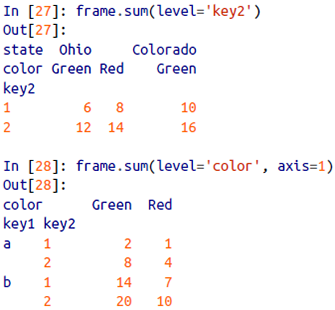 In [27]: frame.sum(level='key2')
Out[27]:
state  Ohio     Colorado
color Green Red    Green
key2
1         6   8       10
2        12  14       16
In [28]: frame.sum(level='color', axis=1)
Out[28]:
color      Green  Red
key1 key2
a    1         2    1
     2         8    4
b    1        14    7
     2        20   10